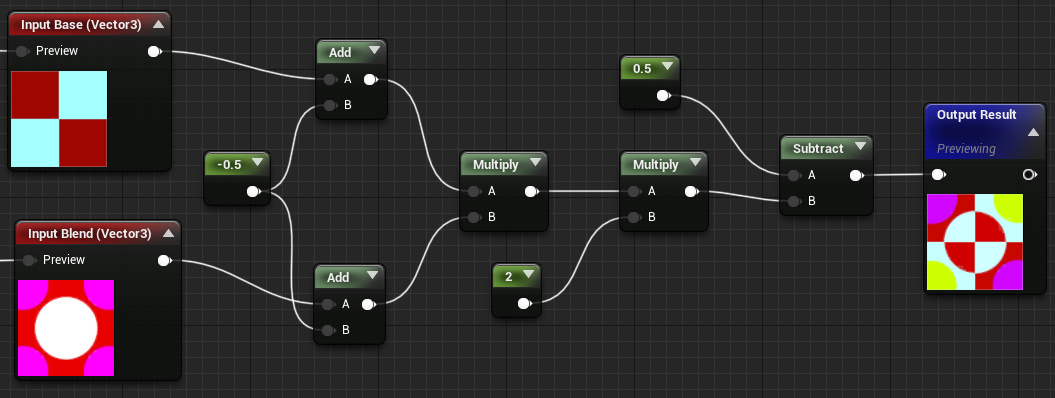 Input Base (Vector3)
Preview
Add
A
B
-0.5
Input Blend (Vector3)
Preview
Add
A
B
Multiply
A
B
2
0.5
Multiply
A
B
Subtract
A
B
Output Result
Previewing